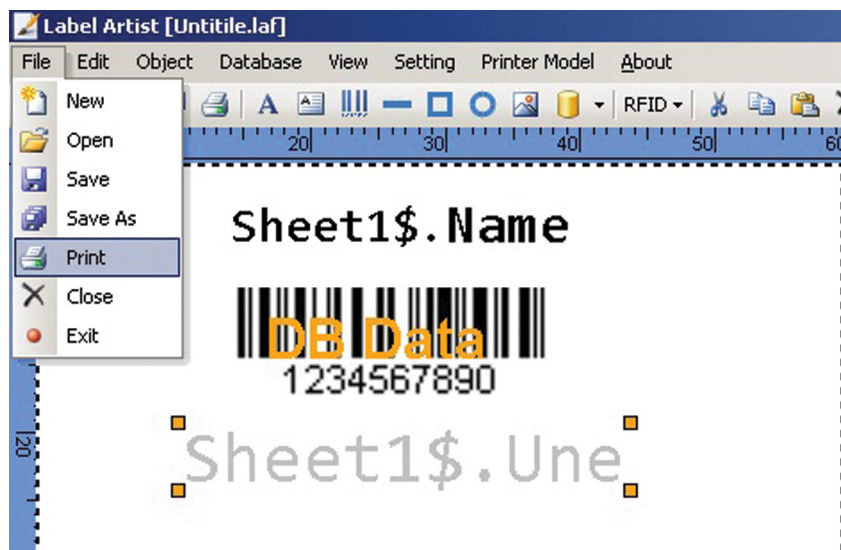 Label Artist [Untitile.laf]
File Edit Object Database View Setting Printer Model About
New
RFID
Open
20 30 40 50 60
Save
Save As
Sheet1$.Name
Print
Close
Exit
DB Data
1234567890
20
Sheet1$.Une